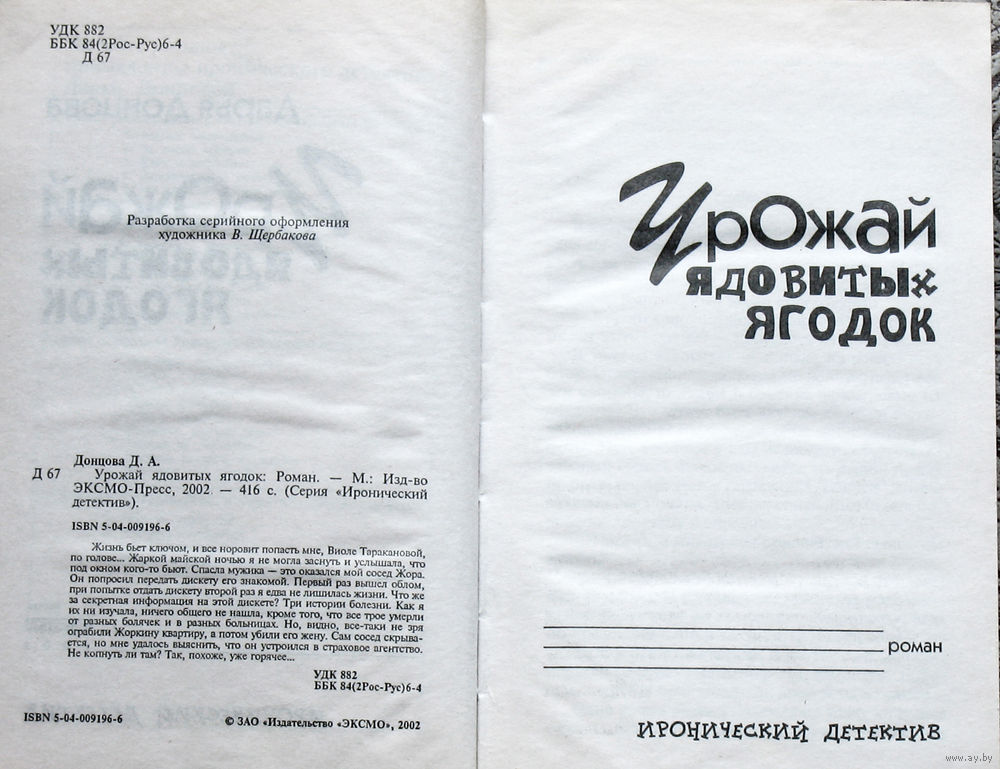 УДК 882
ББК 84(2Рос-Рус)6-4
Д 67
Разработка серийного оформления
художника В. Щербакова
Донцова Д. А.
Д 67 Урожай ядовитых ягодок: Роман. — М.: Изд-во
ЭКСМО-Пресс, 2002. — 416 с. (Серия «Иронический
детектив»).
ISBN 5-04-009196-6
Жизнь бьет ключом, и все норовит попасть мне, Виоле Таракановой,
по голове... Жаркой майской ночью я не могла заснуть и услышала, что
под окном кого-то бьют. Спасла мужика — это оказался мой сосед Жора.
Он попросил передать дискету его знакомой. Первый раз вышел облом,
при попытке отдать дискету второй раз я едва не лишилась жизни. Что же
за секретная информация на этой дискете? Три истории болезни. Как я
их ни изучала, ничего общего не нашла, кроме того, что все трое умерли
от разных болячек и в разных больницах. Но, видно, все-таки не зря
ограбили Жоркину квартиру, а потом убили его жену. Сам сосед скрыва-
ется, но мне удалось выяснить, что он устроился в страховое агентство.
Не копнуть ли там? Так, похоже, уже горячее...
УДК 882
ББК 84(2Рос-Рус)6-4
ISBN 5-04-009196-6
© ЗАО «Издательство «ЭКСМО», 2002
Урожай
ядовитых
ягодок
роман
иронический детектив
www.ay.by